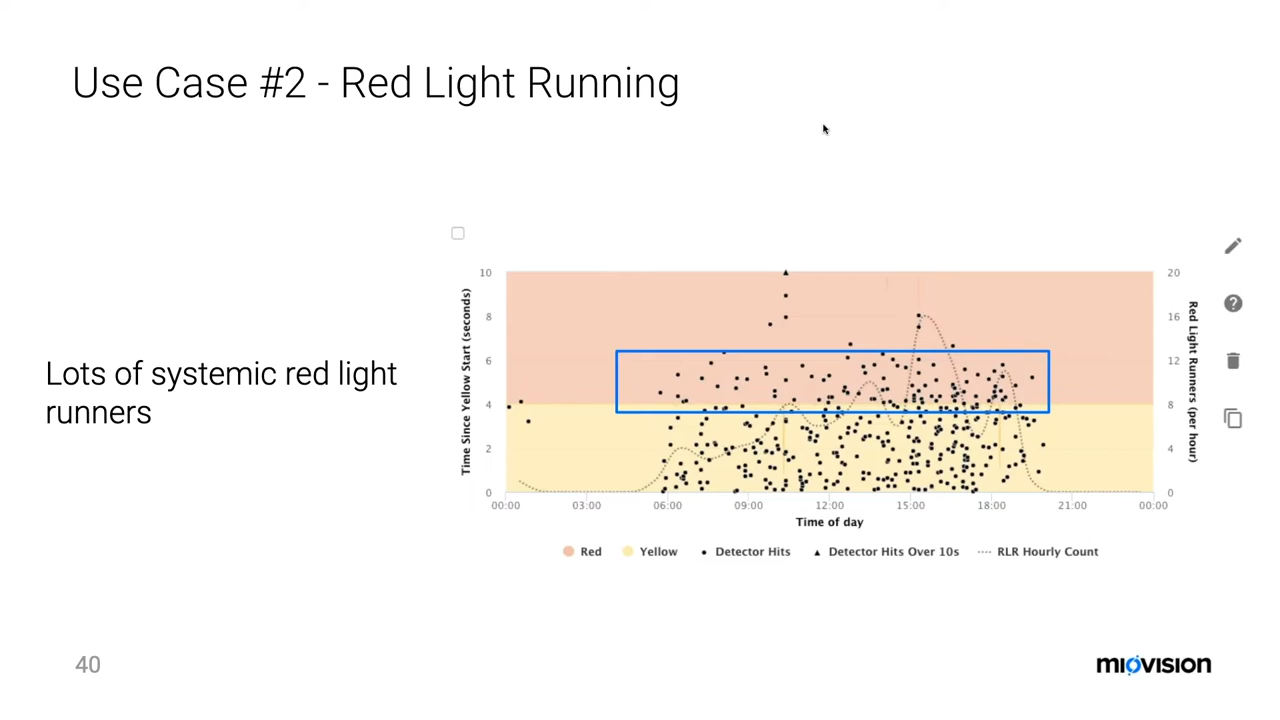 Use Case #2 - Red Light Running
Lots of systemic red light
runners
10
8
6
4
2
0
Time Since Yellow Start (seconds)
20
16
12
8
4
0
Red Light Runners (per hour)
00:00 03:00 06:00 09:00 12:00 15:00 18:00 21:00 00:00
Time of day
Red Yellow Detector Hits Detector Hits Over 10s RLR Hourly Count
40
miovision